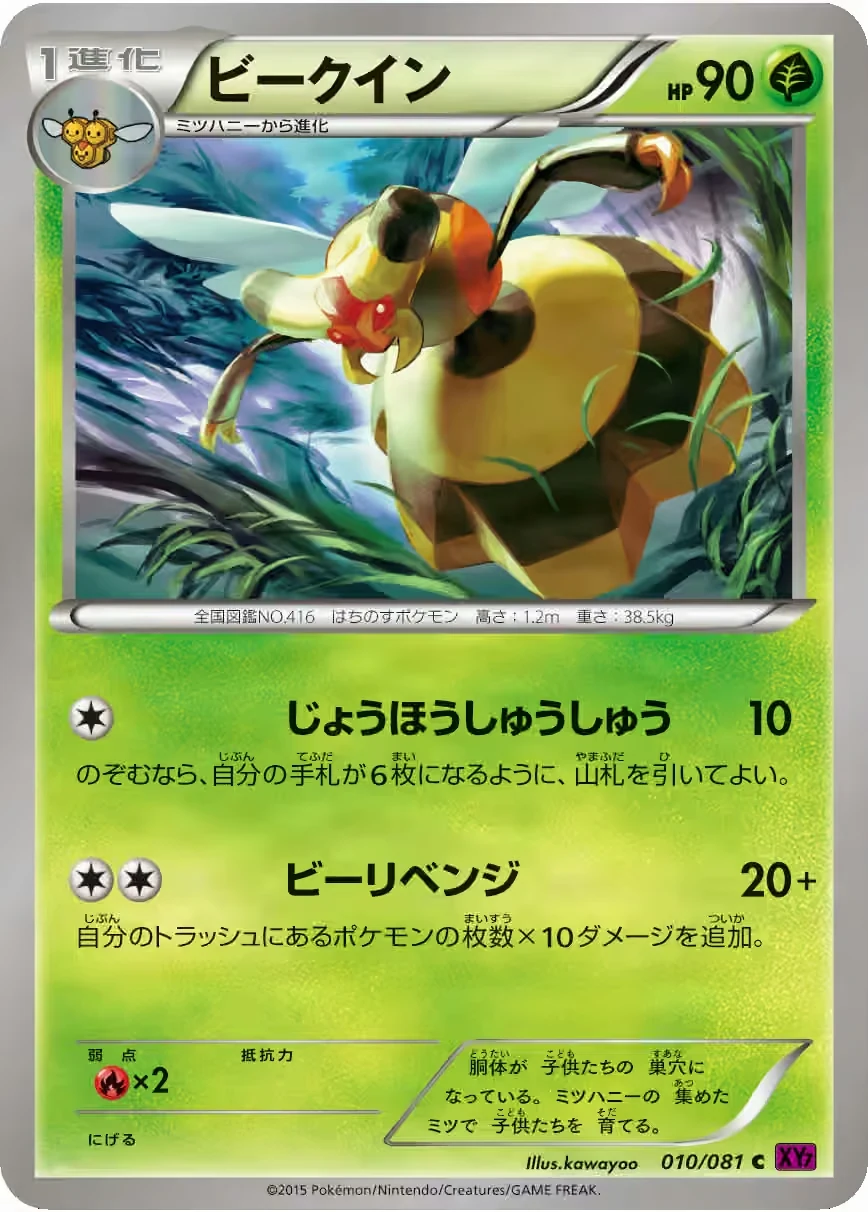 1進化 ビークイン HP90
ミツハニーから進化
全国図鑑NO.416 はちのすポケモン 高さ：1.2m 重さ：38.5kg
じょうほうしゅうしゅう 10
のぞむなら、自分の手札が6枚になるように、山札を引いてよい。
ビーリベンジ 20+
自分のトラッシュにあるポケモンの枚数×10ダメージを追加。
弱点 抵抗力
×2
にげる
胴体が 子供たちの 巣穴に
なっている。ミツハニーの 集めた
ミツで 子供たちを 育てる。
Illus.kawayoo 010/081 C XY7
©2015 Pokémon/Nintendo/Creatures/GAME FREAK.